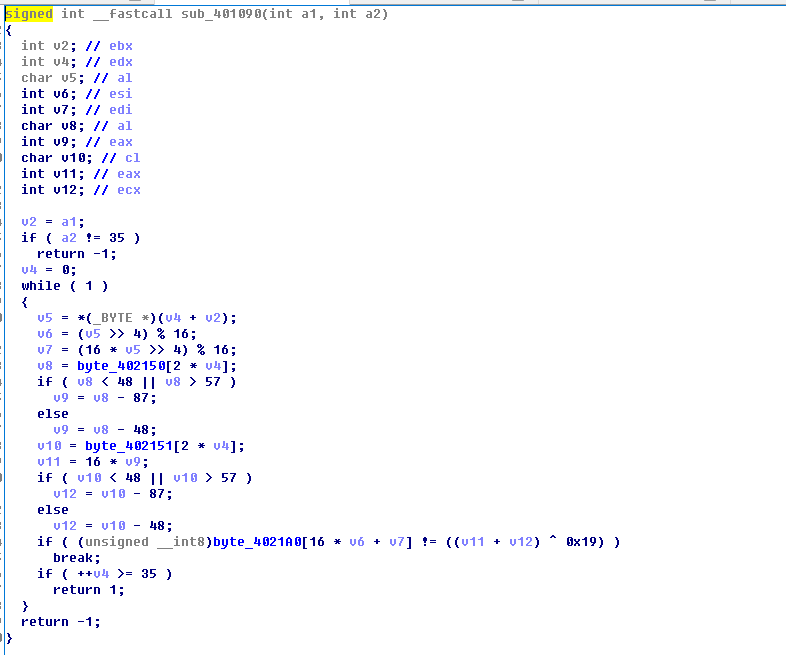 signed int __fastcall sub_401090(int a1, int a2)
{
  int v2; // ebx
  int v4; // edx
  char v5; // al
  int v6; // esi
  int v7; // edi
  char v8; // al
  int v9; // eax
  char v10; // cl
  int v11; // eax
  int v12; // ecx
  v2 = a1;
  if ( a2 != 35 )
    return -1;
  v4 = 0;
  while ( 1 )
  {
    v5 = *(_BYTE *)(v4 + v2);
    v6 = (v5 >> 4) % 16;
    v7 = (16 * v5 >> 4) % 16;
    v8 = byte_402150[2 * v4];
    if ( v8 < 48 || v8 > 57 )
      v9 = v8 - 87;
    else
      v9 = v8 - 48;
    v10 = byte_402151[2 * v4];
    v11 = 16 * v9;
    if ( v10 < 48 || v10 > 57 )
      v12 = v10 - 87;
    else
      v12 = v10 - 48;
    if ( (unsigned __int8)byte_4021A0[16 * v6 + v7] != ((v11 + v12) ^ 0x19) )
      break;
    if ( ++v4 >= 35 )
      return 1;
  }
  return -1;
}